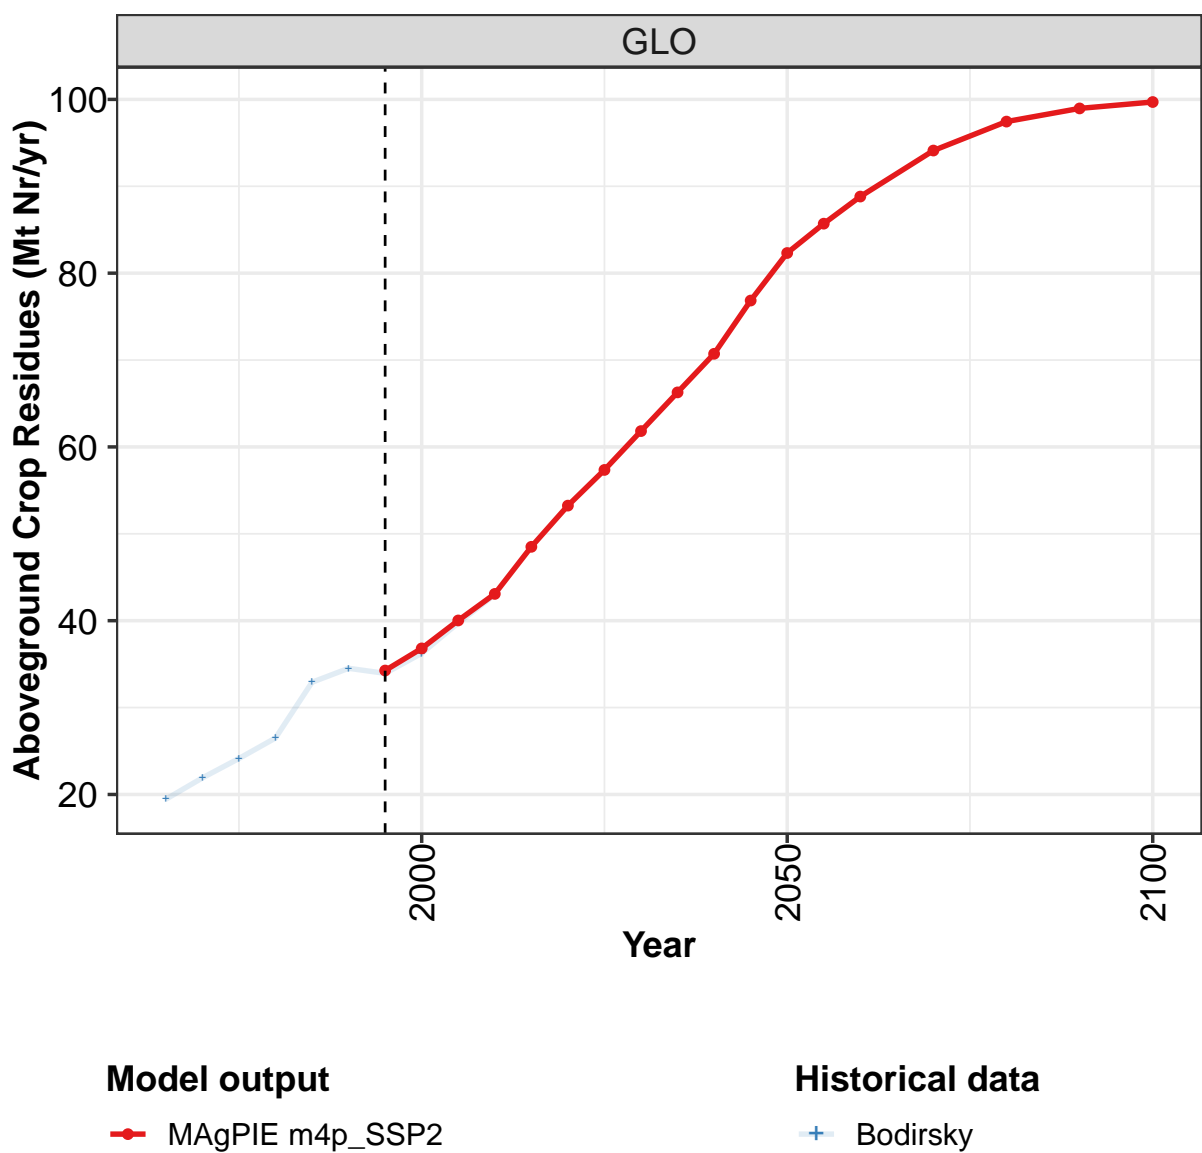 GLO
Aboveground Crop Residues (Mt Nr/yr)
100
80
60
40
20
2000
2050
2100
Year
Model output
MAgPIE m4p_SSP2
Historical data
Bodirsky